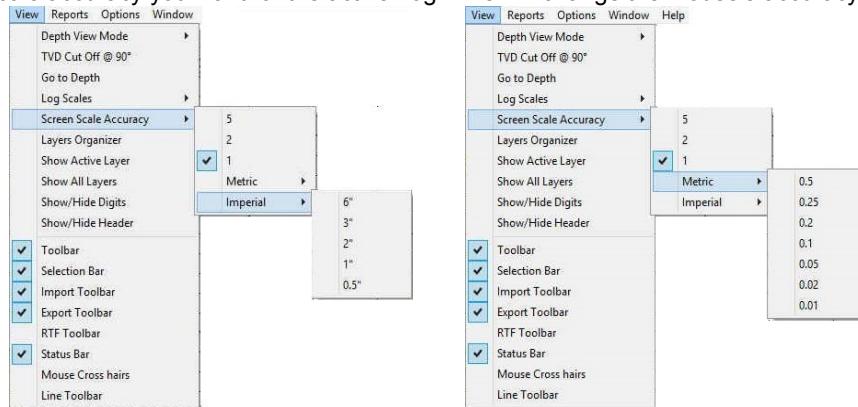 View Reports Options Window
Depth View Mode
TVD Cut Off @ 90°
Go to Depth
Log Scales
Screen Scale Accuracy
Layers Organizer
Show Active Layer
Show All Layers
Show/Hide Digits
Show/Hide Header
Toolbar
Selection Bar
Import Toolbar
Export Toolbar
RTF Toolbar
Status Bar
Mouse Cross hairs
Line Toolbar
5
2
1
Metric
Imperial
6"
3"
2"
1"
0.5"
View Reports Options Window Help
Depth View Mode
TVD Cut Off @ 90°
Go to Depth
Log Scales
Screen Scale Accuracy
Layers Organizer
Show Active Layer
Show All Layers
Show/Hide Digits
Show/Hide Header
Toolbar
Selection Bar
Import Toolbar
Export Toolbar
RTF Toolbar
Status Bar
Mouse Cross hairs
Line Toolbar
5
2
1
Metric
Imperial
0.5
0.25
0.2
0.1
0.05
0.02
0.01